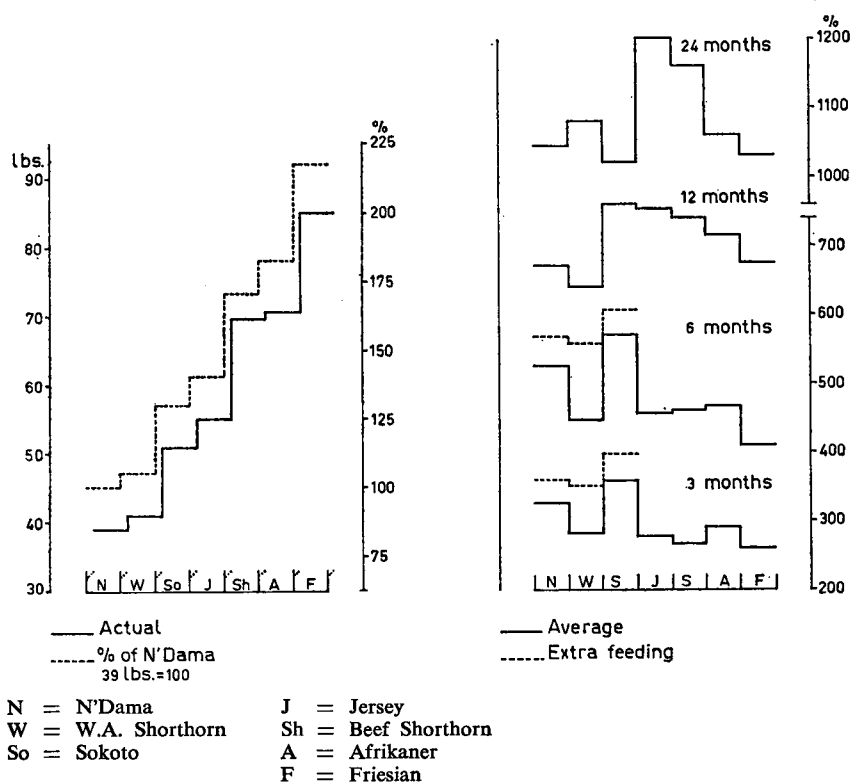 lbs.
90
80
70
60
50
40
30
%
225
200
175
150
125
100
75
N W So J Sh A F
Actual
% of N'Dama
39 lbs.=100
%
1200
1100
1000
700
600
500
400
300
200
24 months
12 months
6 months
3 months
N W S J S A F
Average
Extra feeding
N = N'Dama
W = W.A. Shorthorn
So = Sokoto
J = Jersey
Sh = Beef Shorthorn
A = Afrikaner
F = Friesian